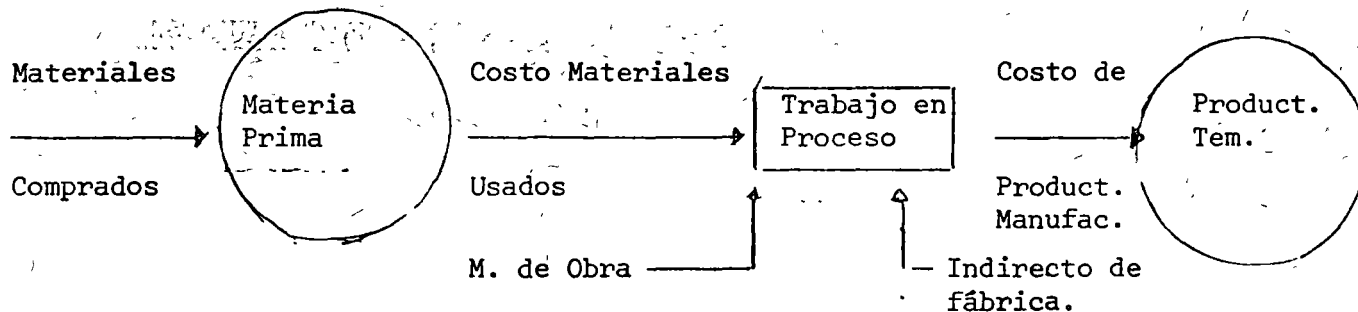 Materiales
Comprados
Materia
Prima
Costo Materiales
Usados
Trabajo en
Proceso
M. de Obra
Indirecto de
fábrica.
Costo de
Product.
Manufac.
Product.
Tem.